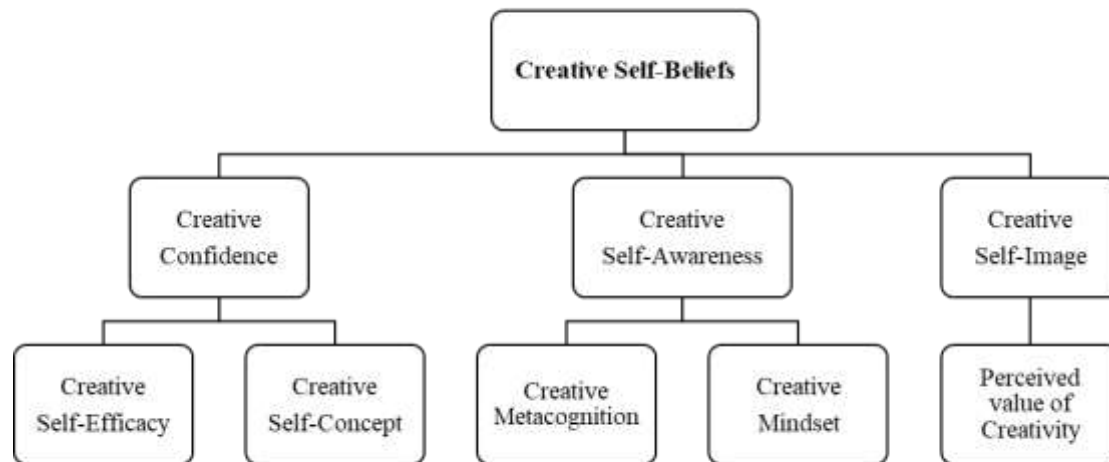 Creative Self-Beliefs
Creative
Confidence
Creative
Self-Awareness
Creative
Self-Image
Creative
Self-Efficacy
Creative
Self-Concept
Creative
Metacognition
Creative
Mindset
Perceived
value of
Creativity